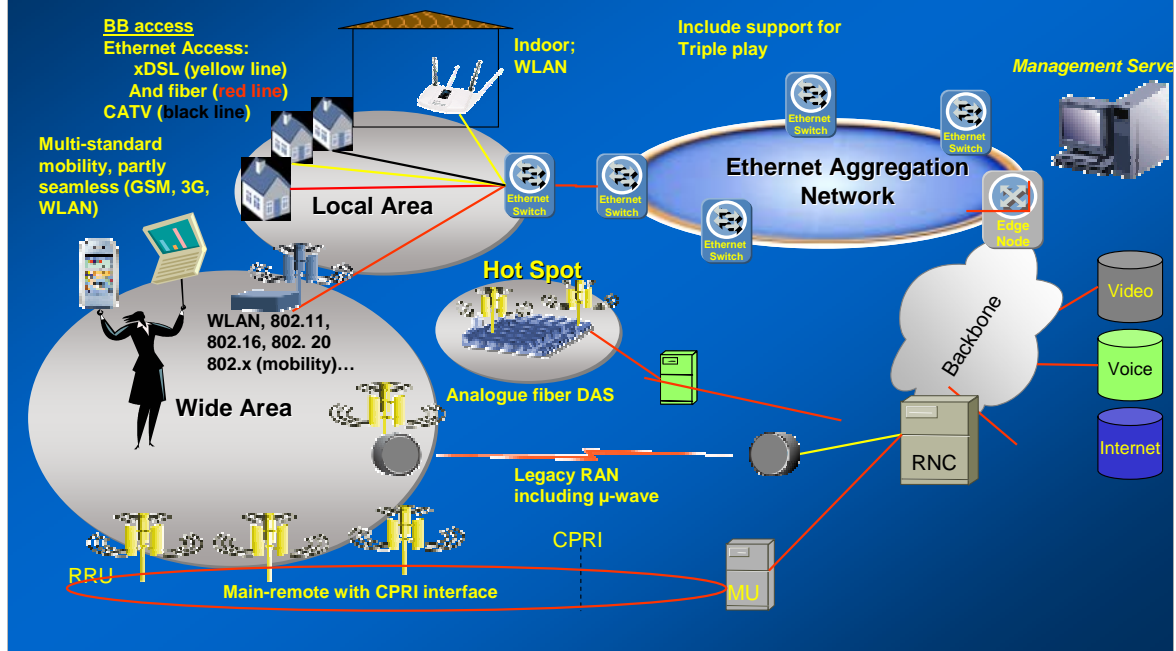 BB access
Ethernet Access:
xDSL (yellow line)
And fiber (red line)
CATV (black line)
Multi-standard
mobility, partly
seamless (GSM, 3G,
WLAN)
Indoor;
WLAN
Include support for
Triple play
Management Serve
Ethernet
Switch
Ethernet
Switch
Ethernet Aggregation
Network
Ethernet
Switch
Ethernet
Switch
Ethernet
Switch
Edge
Node
Local Area
Hot Spot
WLAN, 802.11,
802.16, 802. 20
802.x (mobility)…
Wide Area
Analogue fiber DAS
Backbone
Video
Voice
Internet
RNC
Legacy RAN
including µ-wave
CPRI
RRU
Main-remote with CPRI interface
MU